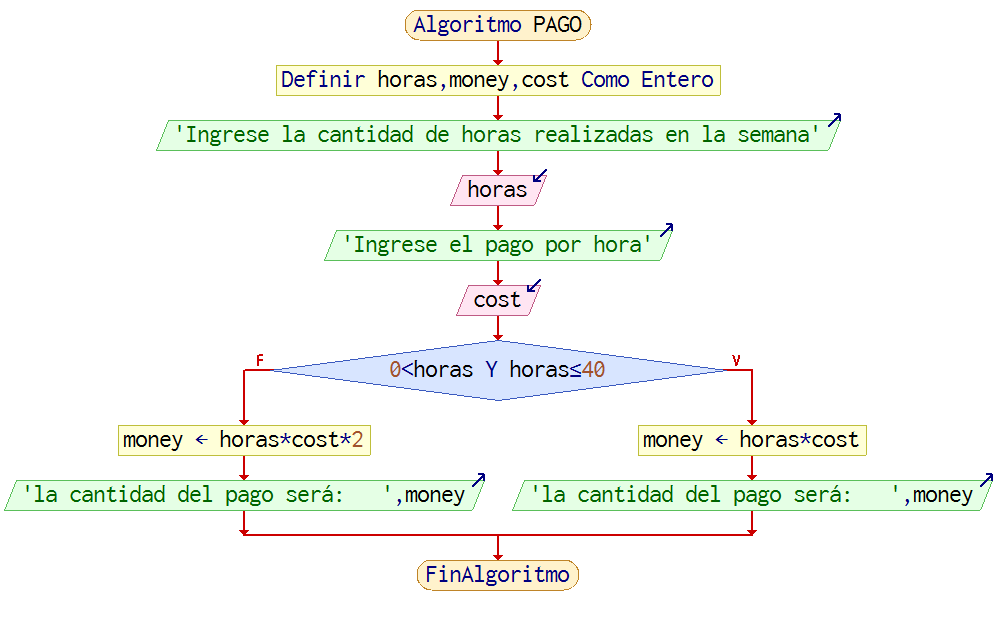 Algoritmo PAGO
Definir horas,money,cost Como Entero
'Ingrese la cantidad de horas realizadas en la semana'
horas
'Ingrese el pago por hora'
cost
F
V
0<horas Y horas≤40
money ← horas*cost*2
money ← horas*cost
'la cantidad del pago será:   ',money
'la cantidad del pago será:   ',money
FinAlgoritmo